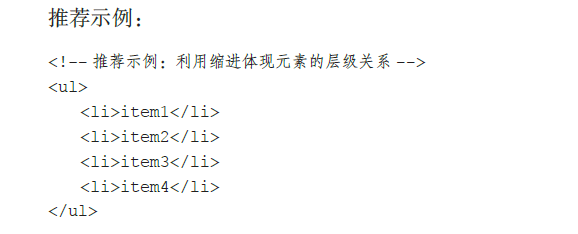 推荐示例：
<!-- 推荐示例：利用缩进体现元素的层级关系 -->
<ul>
    <li>item1</li>
    <li>item2</li>
    <li>item3</li>
    <li>item4</li>
</ul>